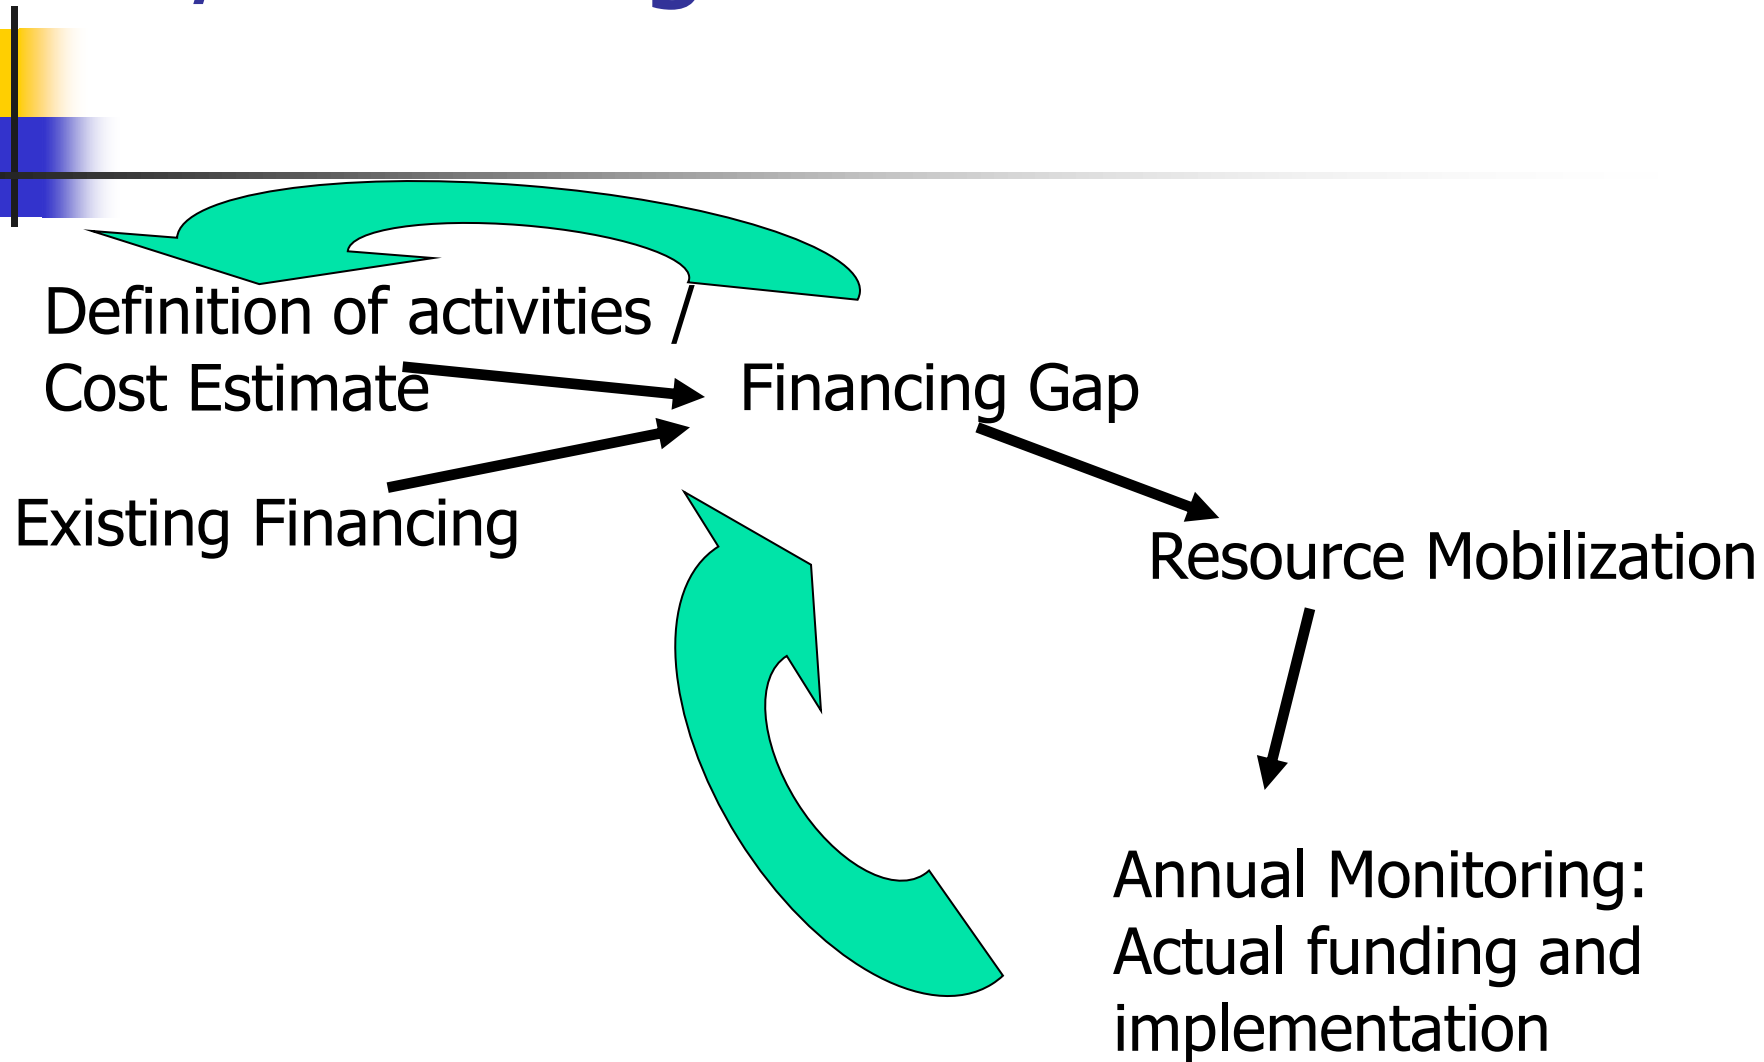 Definition of activities /
Cost Estimate
Financing Gap
Existing Financing
Resource Mobilization
Annual Monitoring:
Actual funding and
implementation